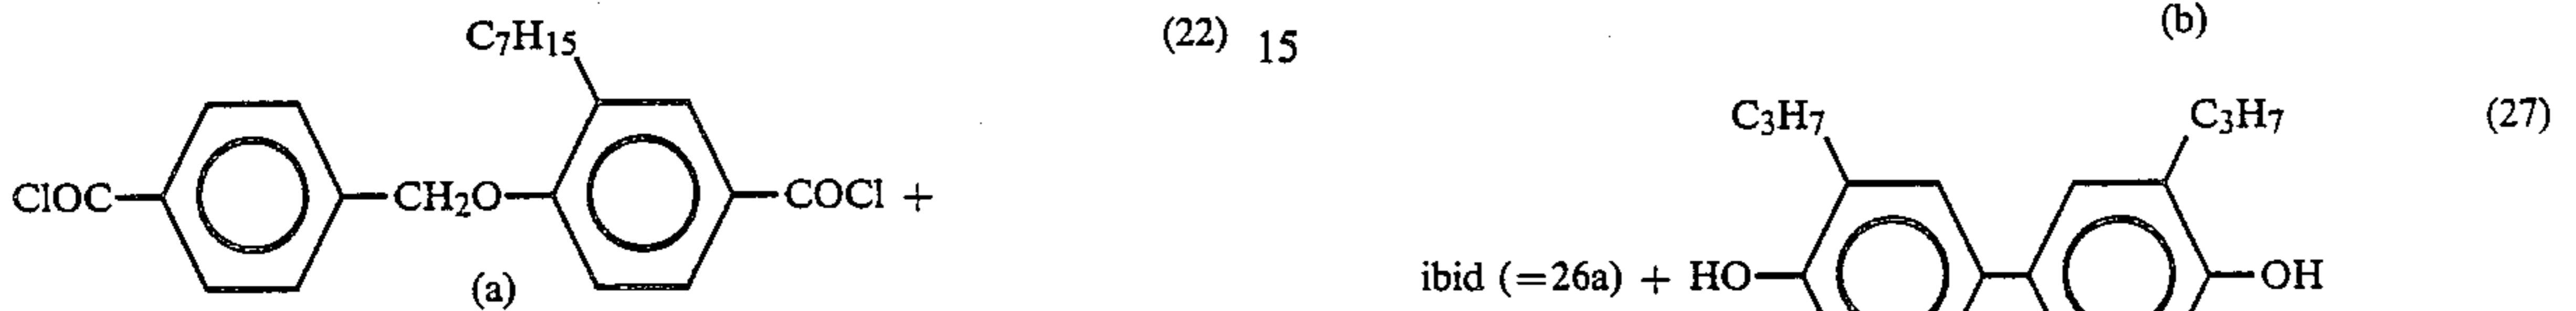 C₇H₁₅ (22)
ClOC CH₂O COCl +
(a)
15
(b)
C₃H₇ C₃H₇ (27)
ibid (=26a) + HO OH